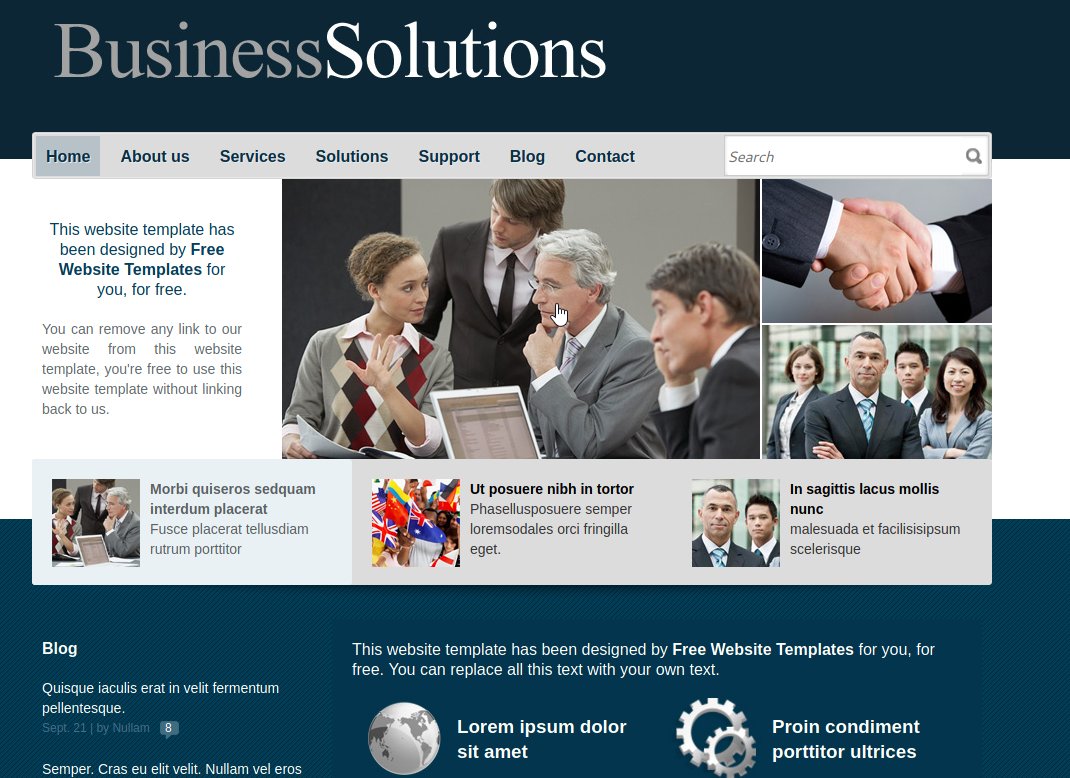 BusinessSolutions
Home About us Services Solutions Support Blog Contact Search
This website template has
been designed by Free
Website Templates for
you, for free.
You can remove any link to our
website from this website
template, you're free to use this
website template without linking
back to us.
Morbi quiseros sedquam
interdum placerat
Fusce placerat tellusdiam
rutrum porttitor
Ut posuere nibh in tortor
Phasellusposuere semper
loremsodales orci fringilla
eget.
In sagittis lacus mollis
nunc
malesuada et facilisisipsum
scelerisque
Blog
Quisque iaculis erat in velit fermentum
pellentesque.
Sept. 21 | by Nullam 8
Semper. Cras eu elit velit. Nullam vel eros
This website template has been designed by Free Website Templates for you, for
free. You can replace all this text with your own text.
Lorem ipsum dolor
sit amet
Proin condiment
porttitor ultrices